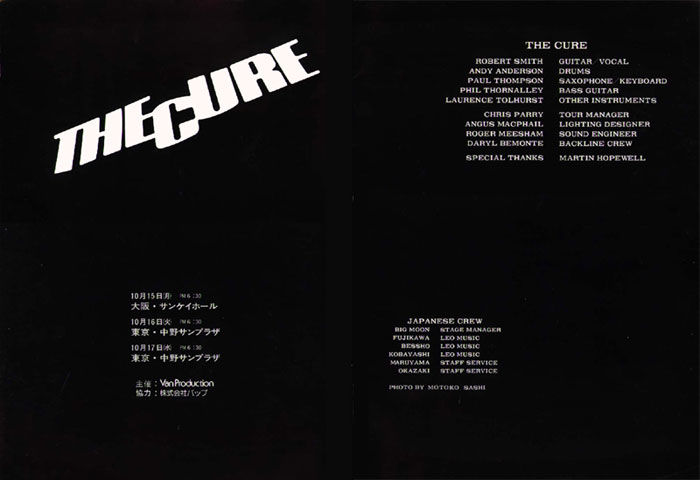 THE CURE
10月15日(月) PM 6:30
大阪・サンケイホール
10月16日(火) PM 6:30
東京・中野サンプラザ
10月17日(水) PM 6:30
東京・中野サンプラザ
主催:Van Production
協力:株式会社バップ
THE CURE
ROBERT SMITH GUITAR/VOCAL
ANDY ANDERSON DRUMS
PAUL THOMPSON SAXOPHONE/KEYBOARD
PHIL THORNALLEY BASS GUITAR
LAURENCE TOLHURST OTHER INSTRUMENTS
CHRIS PARRY TOUR MANAGER
ANGUS MACPHAIL LIGHTING DESIGNER
ROGER MEESHAM SOUND ENGINEER
DARYL BEMONTE BACKLINE CREW
SPECIAL THANKS MARTIN HOPEWELL
JAPANESE CREW
BIG MOON STAGE MANAGER
FUJIKAWA LEO MUSIC
BESSHO LEO MUSIC
KOBAYASHI LEO MUSIC
MARUYAMA STAFF SERVICE
OKAZAKI STAFF SERVICE
PHOTO BY MOTOKO SASHI